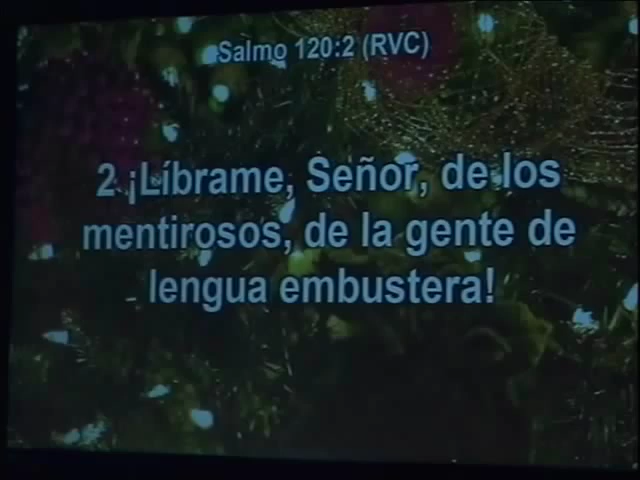 Salmo 120:2 (RVC)
2 ¡Líbrame, Señor, de los
mentirosos, de la gente de
lengua embustera!